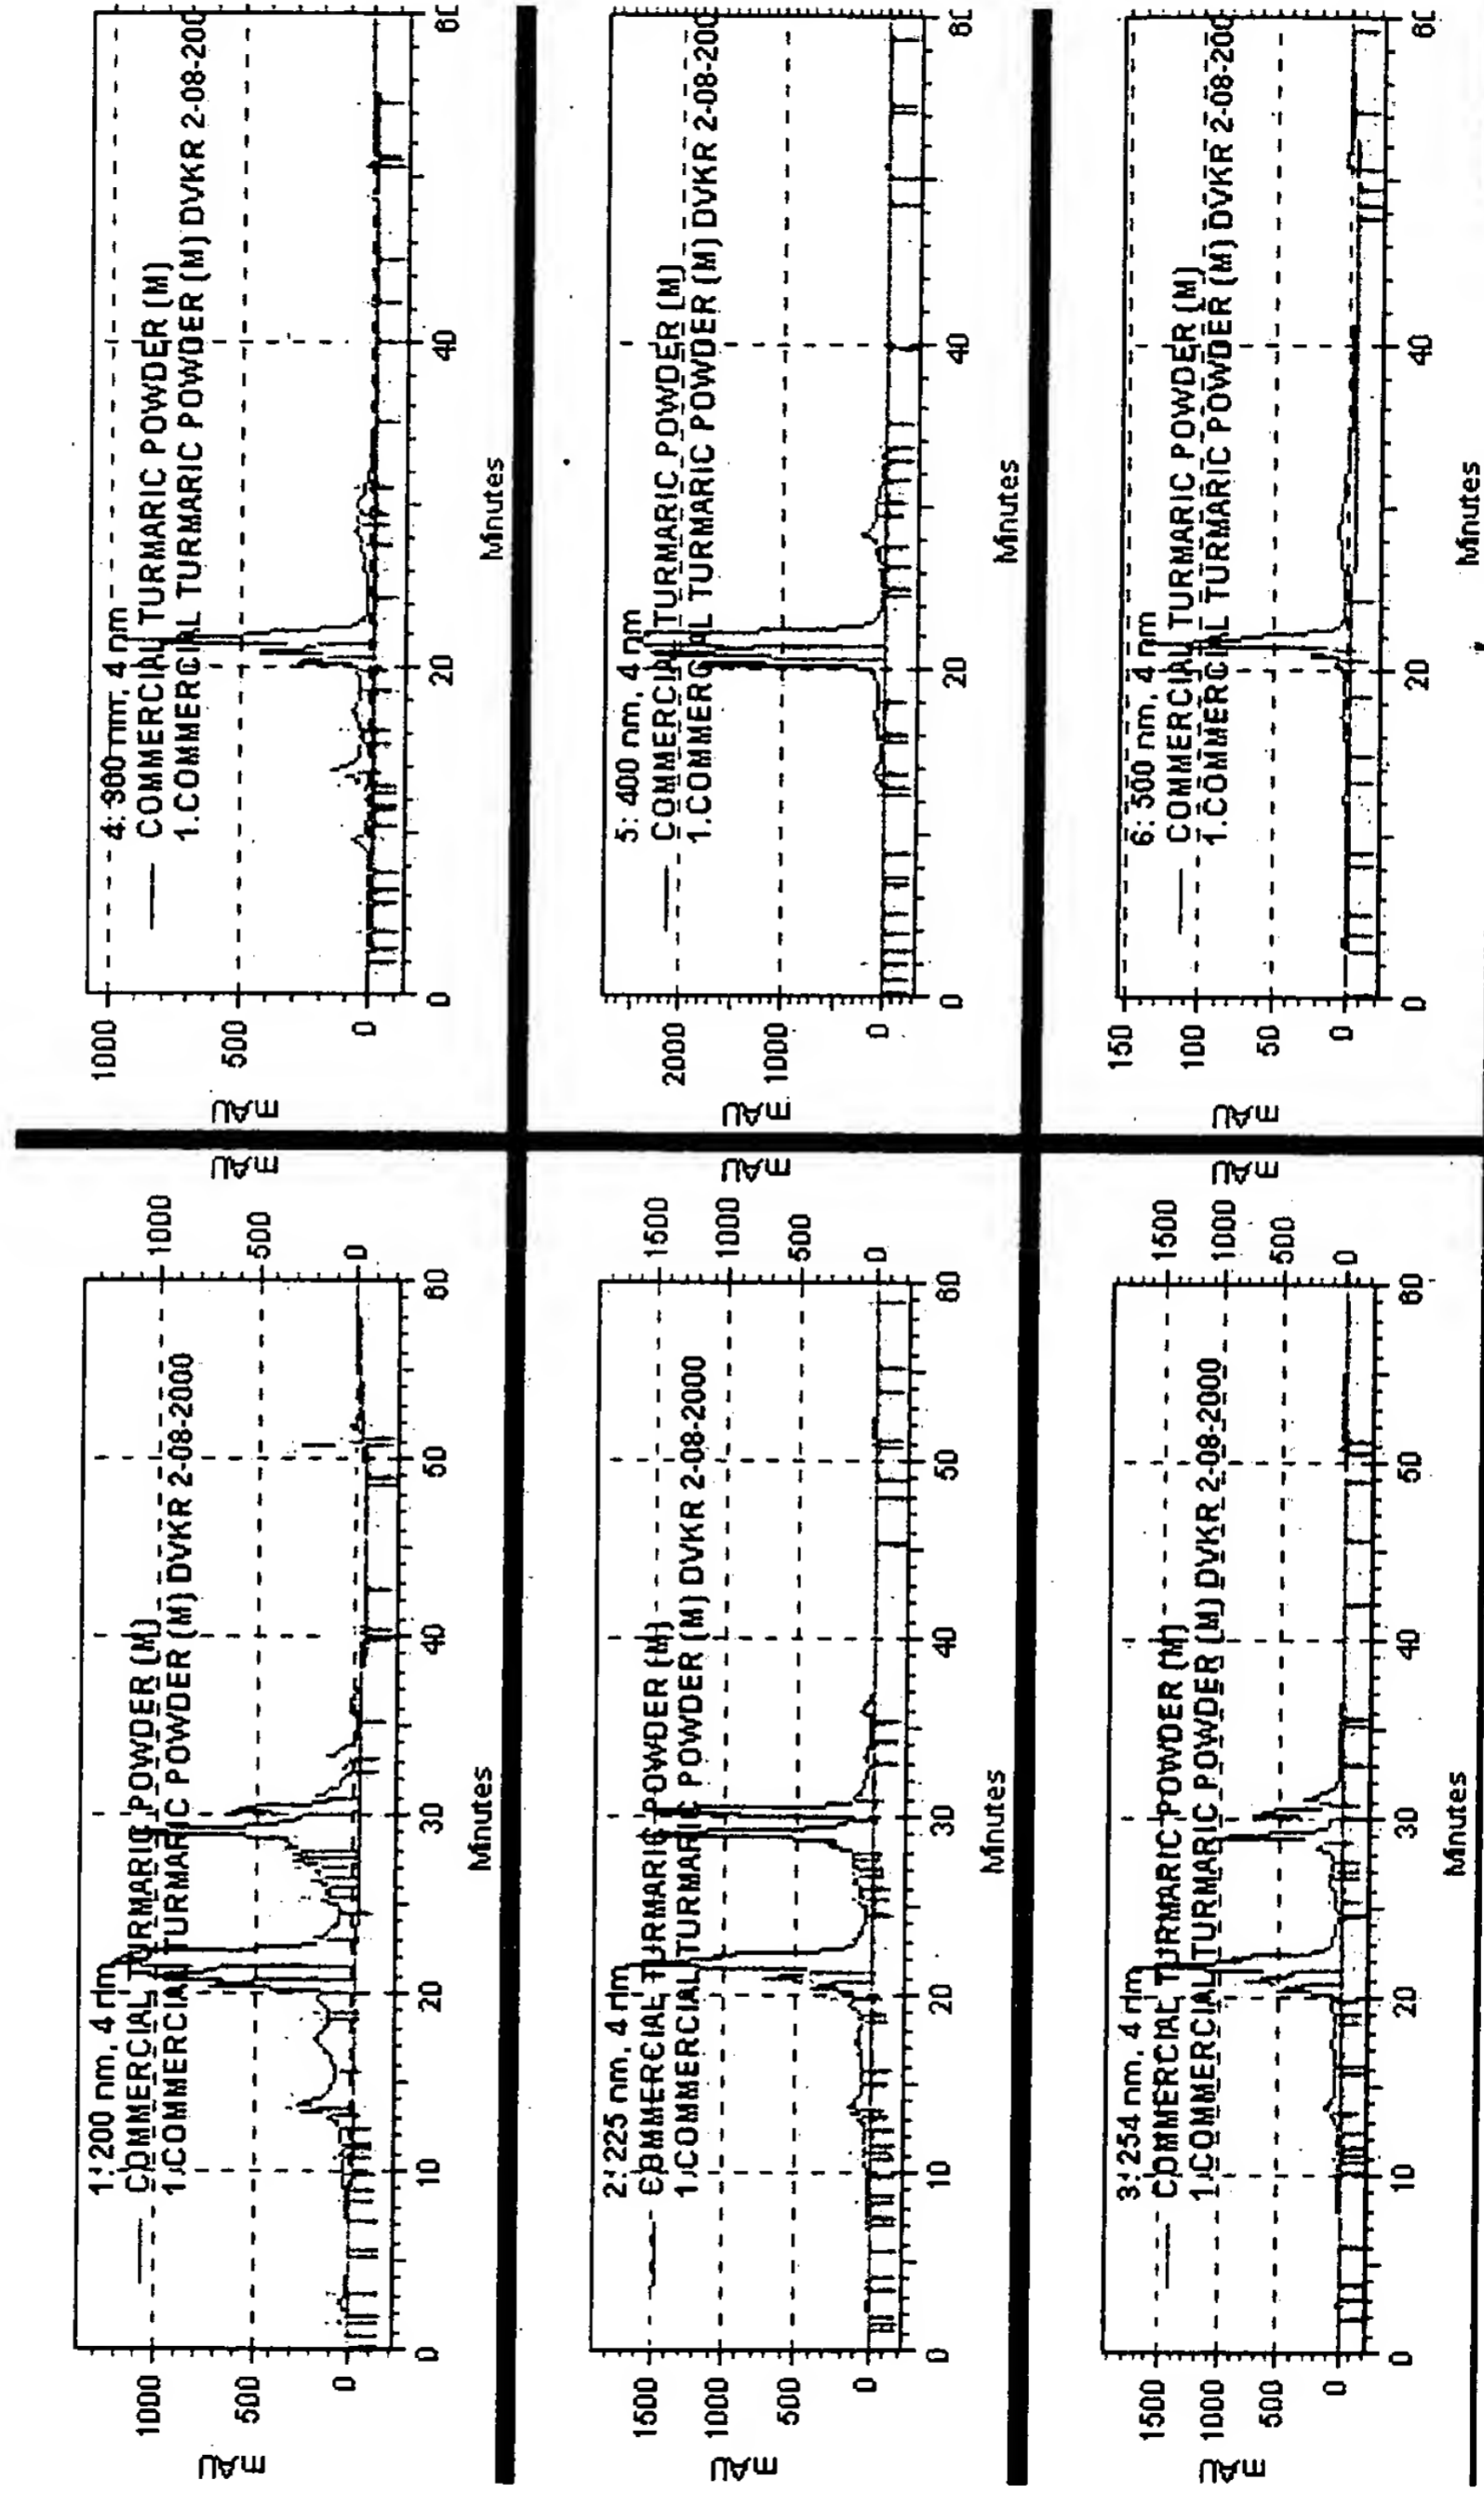 1: 200 nm, 4 nm
COMMERCIAL TURMARIC POWDER (M)
1.COMMERCIAL TURMARIC POWDER (M) DVKR 2-08-2000
mAU
1000
500
0
1000
500
0
mAU
0 10 20 30 40 50 60
Minutes
4: 300 nm, 4 nm
COMMERCIAL TURMARIC POWDER (M)
1.COMMERCIAL TURMARIC POWDER (M) DVKR 2-08-200
mAU
1000
500
0
0 20 40 60
Minutes
2: 225 nm, 4 nm
COMMERCIAL TURMARIC POWDER (M)
1.COMMERCIAL TURMARIC POWDER (M) DVKR 2-08-2000
mAU
1500
1000
500
0
1500
1000
500
0
mAU
0 10 20 30 40 50 60
Minutes
5: 400 nm, 4 nm
COMMERCIAL TURMARIC POWDER (M)
1.COMMERCIAL TURMARIC POWDER (M) DVKR 2-08-200
mAU
2000
1000
0
0 20 40 60
Minutes
3: 254 nm, 4 nm
COMMERCIAL TURMARIC POWDER (M)
1.COMMERCIAL TURMARIC POWDER (M) DVKR 2-08-2000
mAU
1500
1000
500
0
1500
1000
500
0
mAU
0 10 20 30 40 50 60
Minutes
6: 500 nm, 4 nm
COMMERCIAL TURMARIC POWDER (M)
1.COMMERCIAL TURMARIC POWDER (M) DVKR 2-08-200
mAU
150
100
50
0
0 20 40 60
Minutes